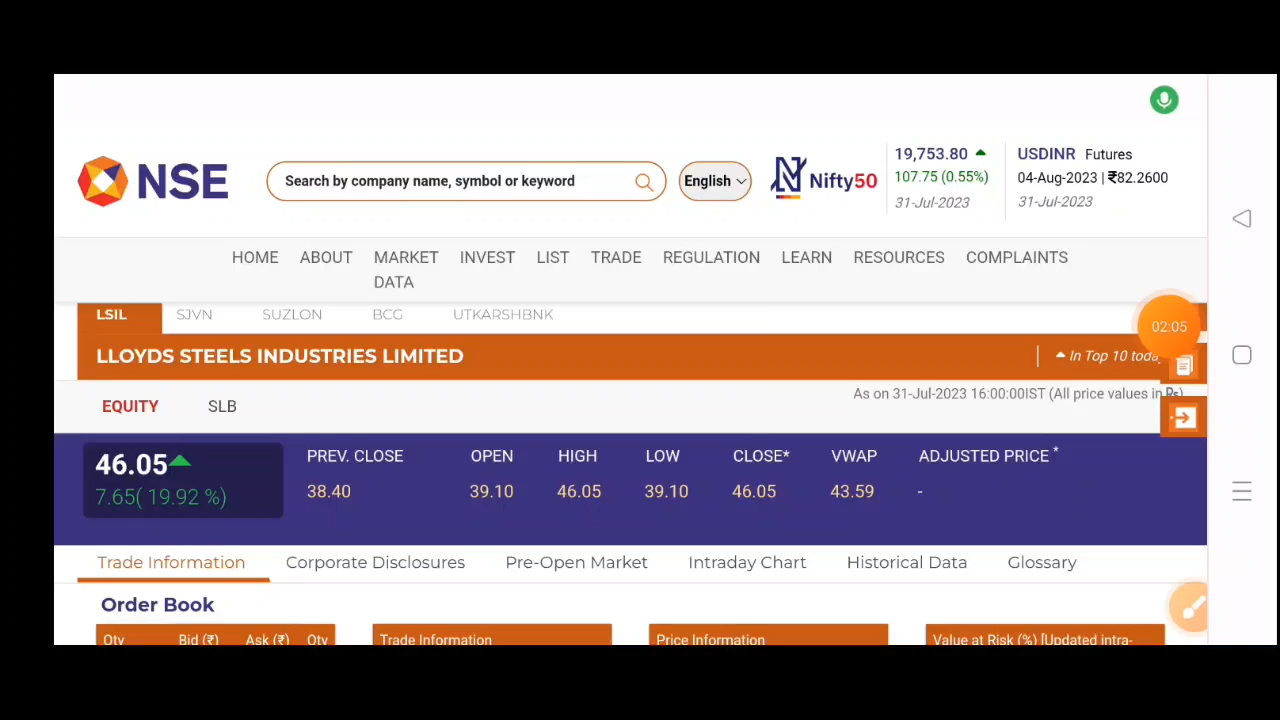 NSE
Search by company name, symbol or keyword
English
Nifty50
19,753.80
107.75 (0.55%)
31-Jul-2023
USDINR Futures
04-Aug-2023 | ₹82.2600
31-Jul-2023
HOME ABOUT MARKET DATA INVEST LIST TRADE REGULATION LEARN RESOURCES COMPLAINTS
LSIL SJVN SUZLON BCG UTKARSHBNK
02:05
LLOYDS STEELS INDUSTRIES LIMITED
In Top 10 toda
As on 31-Jul-2023 16:00:00IST (All price values in ₨)
EQUITY SLB
46.05
7.65( 19.92 %)
PREV. CLOSE OPEN HIGH LOW CLOSE* VWAP ADJUSTED PRICE *
38.40 39.10 46.05 39.10 46.05 43.59 -
Trade Information Corporate Disclosures Pre-Open Market Intraday Chart Historical Data Glossary
Order Book
Qty Bid (₹) Ask (₹) Qty
Trade Information
Price Information
Value at Risk (%) [Updated intra-